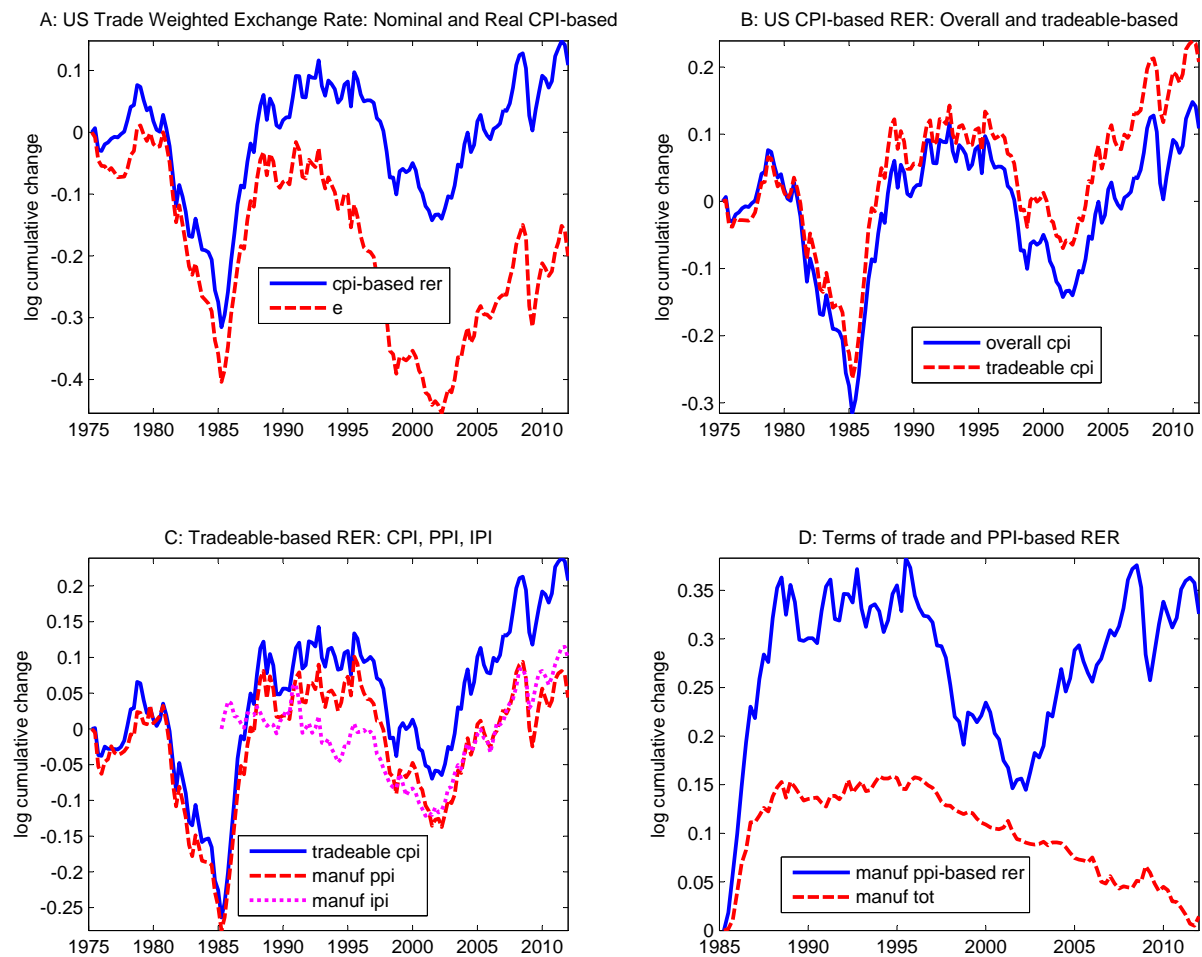 A: US Trade Weighted Exchange Rate: Nominal and Real CPI-based
log cumulative change
0.1
0
-0.1
-0.2
-0.3
-0.4
cpi-based rer
e
1975 1980 1985 1990 1995 2000 2005 2010
B: US CPI-based RER: Overall and tradeable-based
log cumulative change
0.2
0.1
0
-0.1
-0.2
-0.3
overall cpi
tradeable cpi
1975 1980 1985 1990 1995 2000 2005 2010
C: Tradeable-based RER: CPI, PPI, IPI
log cumulative change
0.2
0.15
0.1
0.05
0
-0.05
-0.1
-0.15
-0.2
-0.25
tradeable cpi
manuf ppi
manuf ipi
1975 1980 1985 1990 1995 2000 2005 2010
D: Terms of trade and PPI-based RER
log cumulative change
0.35
0.3
0.25
0.2
0.15
0.1
0.05
0
manuf ppi-based rer
manuf tot
1985 1990 1995 2000 2005 2010